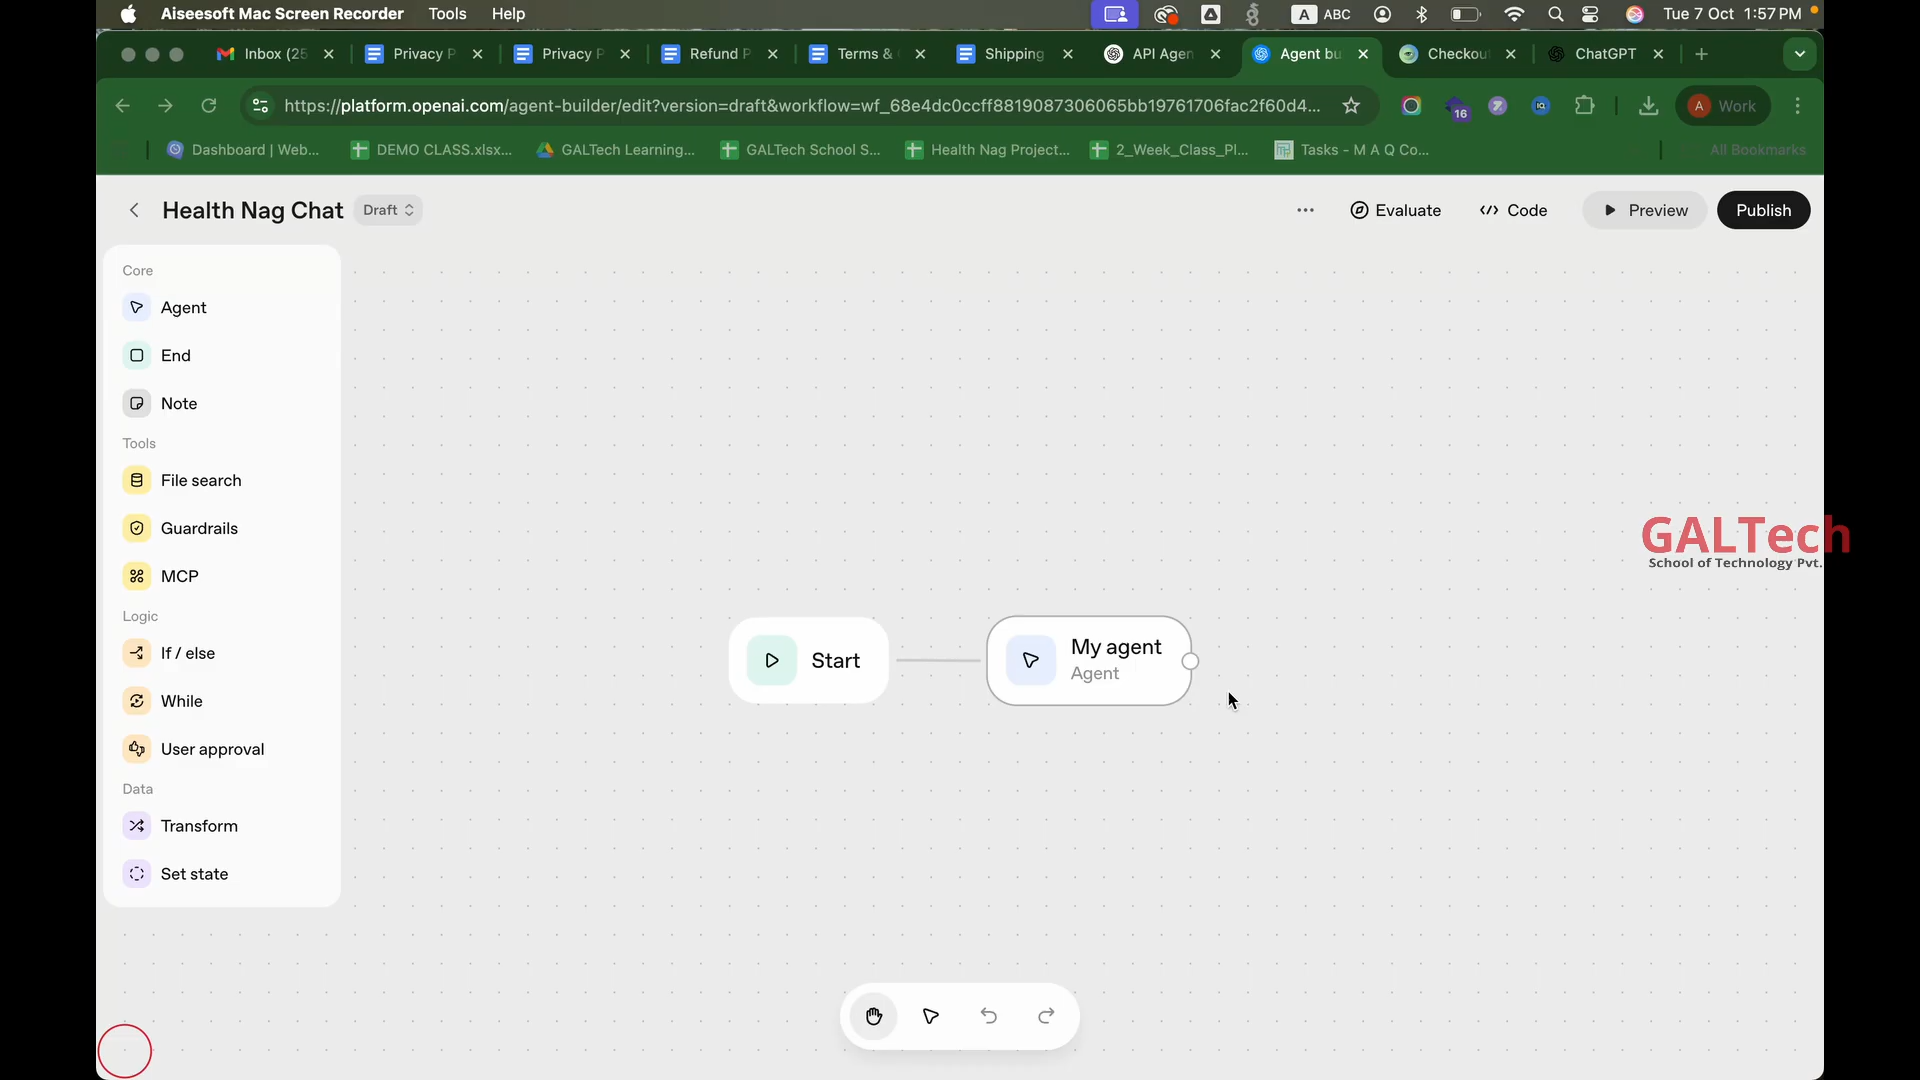 Aiseesoft Mac Screen Recorder Tools Help A ABC Tue 7 Oct 1:57 PM
Inbox (25 Privacy P Privacy P Refund P Terms & Shipping API Agen Agent bu Checkou ChatGPT
https://platform.openai.com/agent-builder/edit?version=draft&workflow=wf_68e4dc0ccff8819087306065bb19761706fac2f60d4... 16 A Work
Dashboard | Web... DEMO CLASS.xlsx... GALTech Learning... GALTech School S... Health Nag Project... 2_Week_Class_Pl... Tasks - M A Q Co... All Bookmarks
Health Nag Chat Draft Evaluate Code Preview Publish
Core
Agent
End
Note
Tools
File search
Guardrails
MCP
Logic
If / else
While
User approval
Data
Transform
Set state
Start
My agent
Agent
GALTech
School of Technology Pvt.